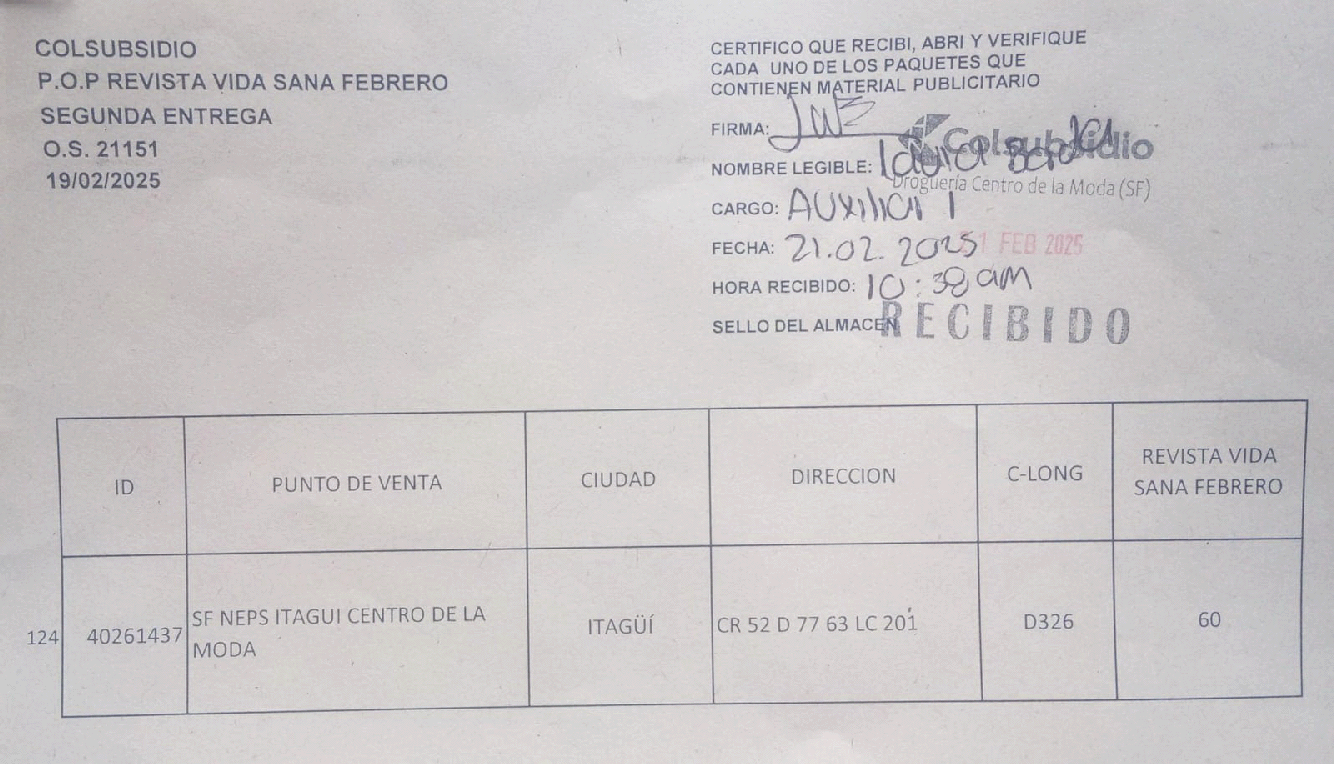 COLSUBSIDIO
P.O.P REVISTA VIDA SANA FEBRERO
SEGUNDA ENTREGA
O.S. 21151
19/02/2025
CERTIFICO QUE RECIBI, ABRI Y VERIFIQUE
CADA UNO DE LOS PAQUETES QUE
CONTIENEN MATERIAL PUBLICITARIO
FIRMA:
Colsubsidio
NOMBRE LEGIBLE:
Droguería Centro de la Moda (SF)
CARGO: AUxiliar 1
FECHA: 21.02.2025
FEB 2025
HORA RECIBIDO: 10:38 am
SELLO DEL ALMACEN
RECIBIDO
ID PUNTO DE VENTA CIUDAD DIRECCION C-LONG REVISTA VIDA
SANA FEBRERO
124 40261437 SF NEPS ITAGUI CENTRO DE LA
MODA ITAGÜÍ CR 52 D 77 63 LC 201 D326 60